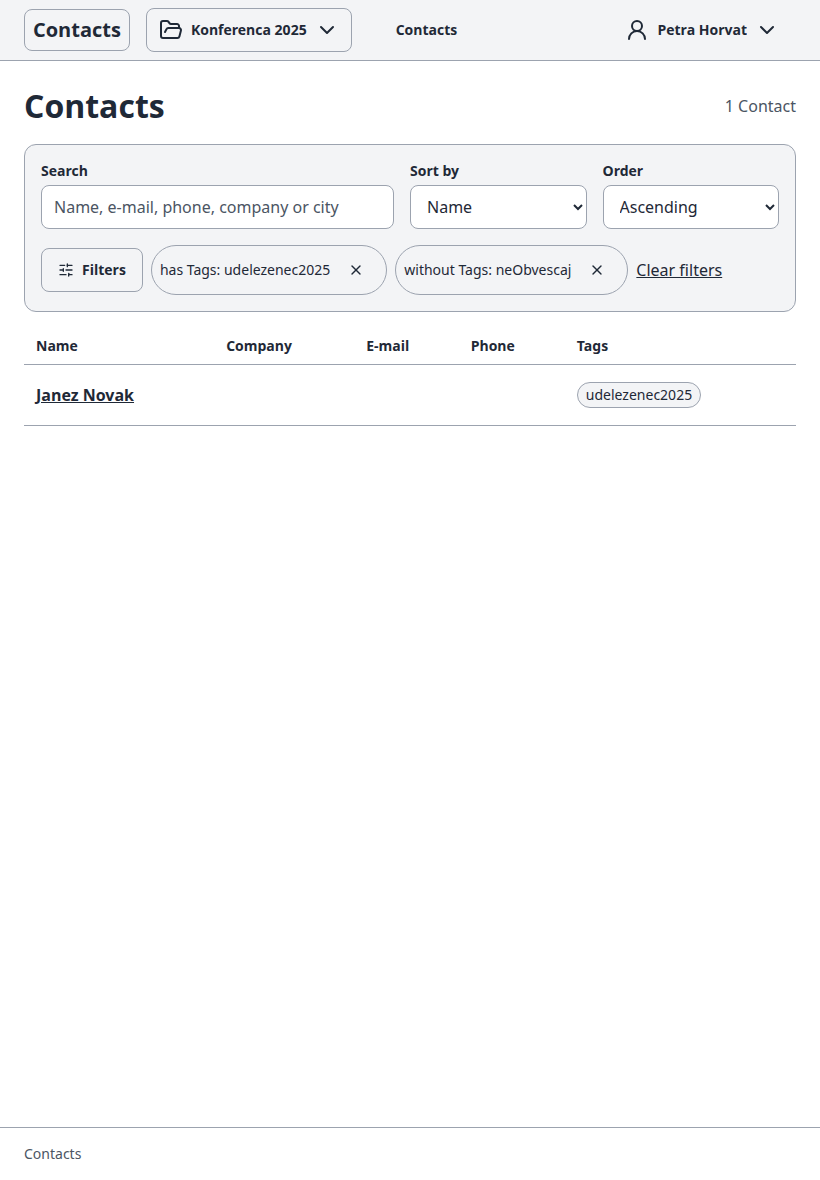 Contacts Konferenca 2025 Contacts Petra Horvat
Contacts 1 Contact
Search Sort by Order
Name, e-mail, phone, company or city Name Ascending
Filters has Tags: udelezenec2025 without Tags: neObvescaj Clear filters
Name Company E-mail Phone Tags
Janez Novak udelezenec2025
Contacts